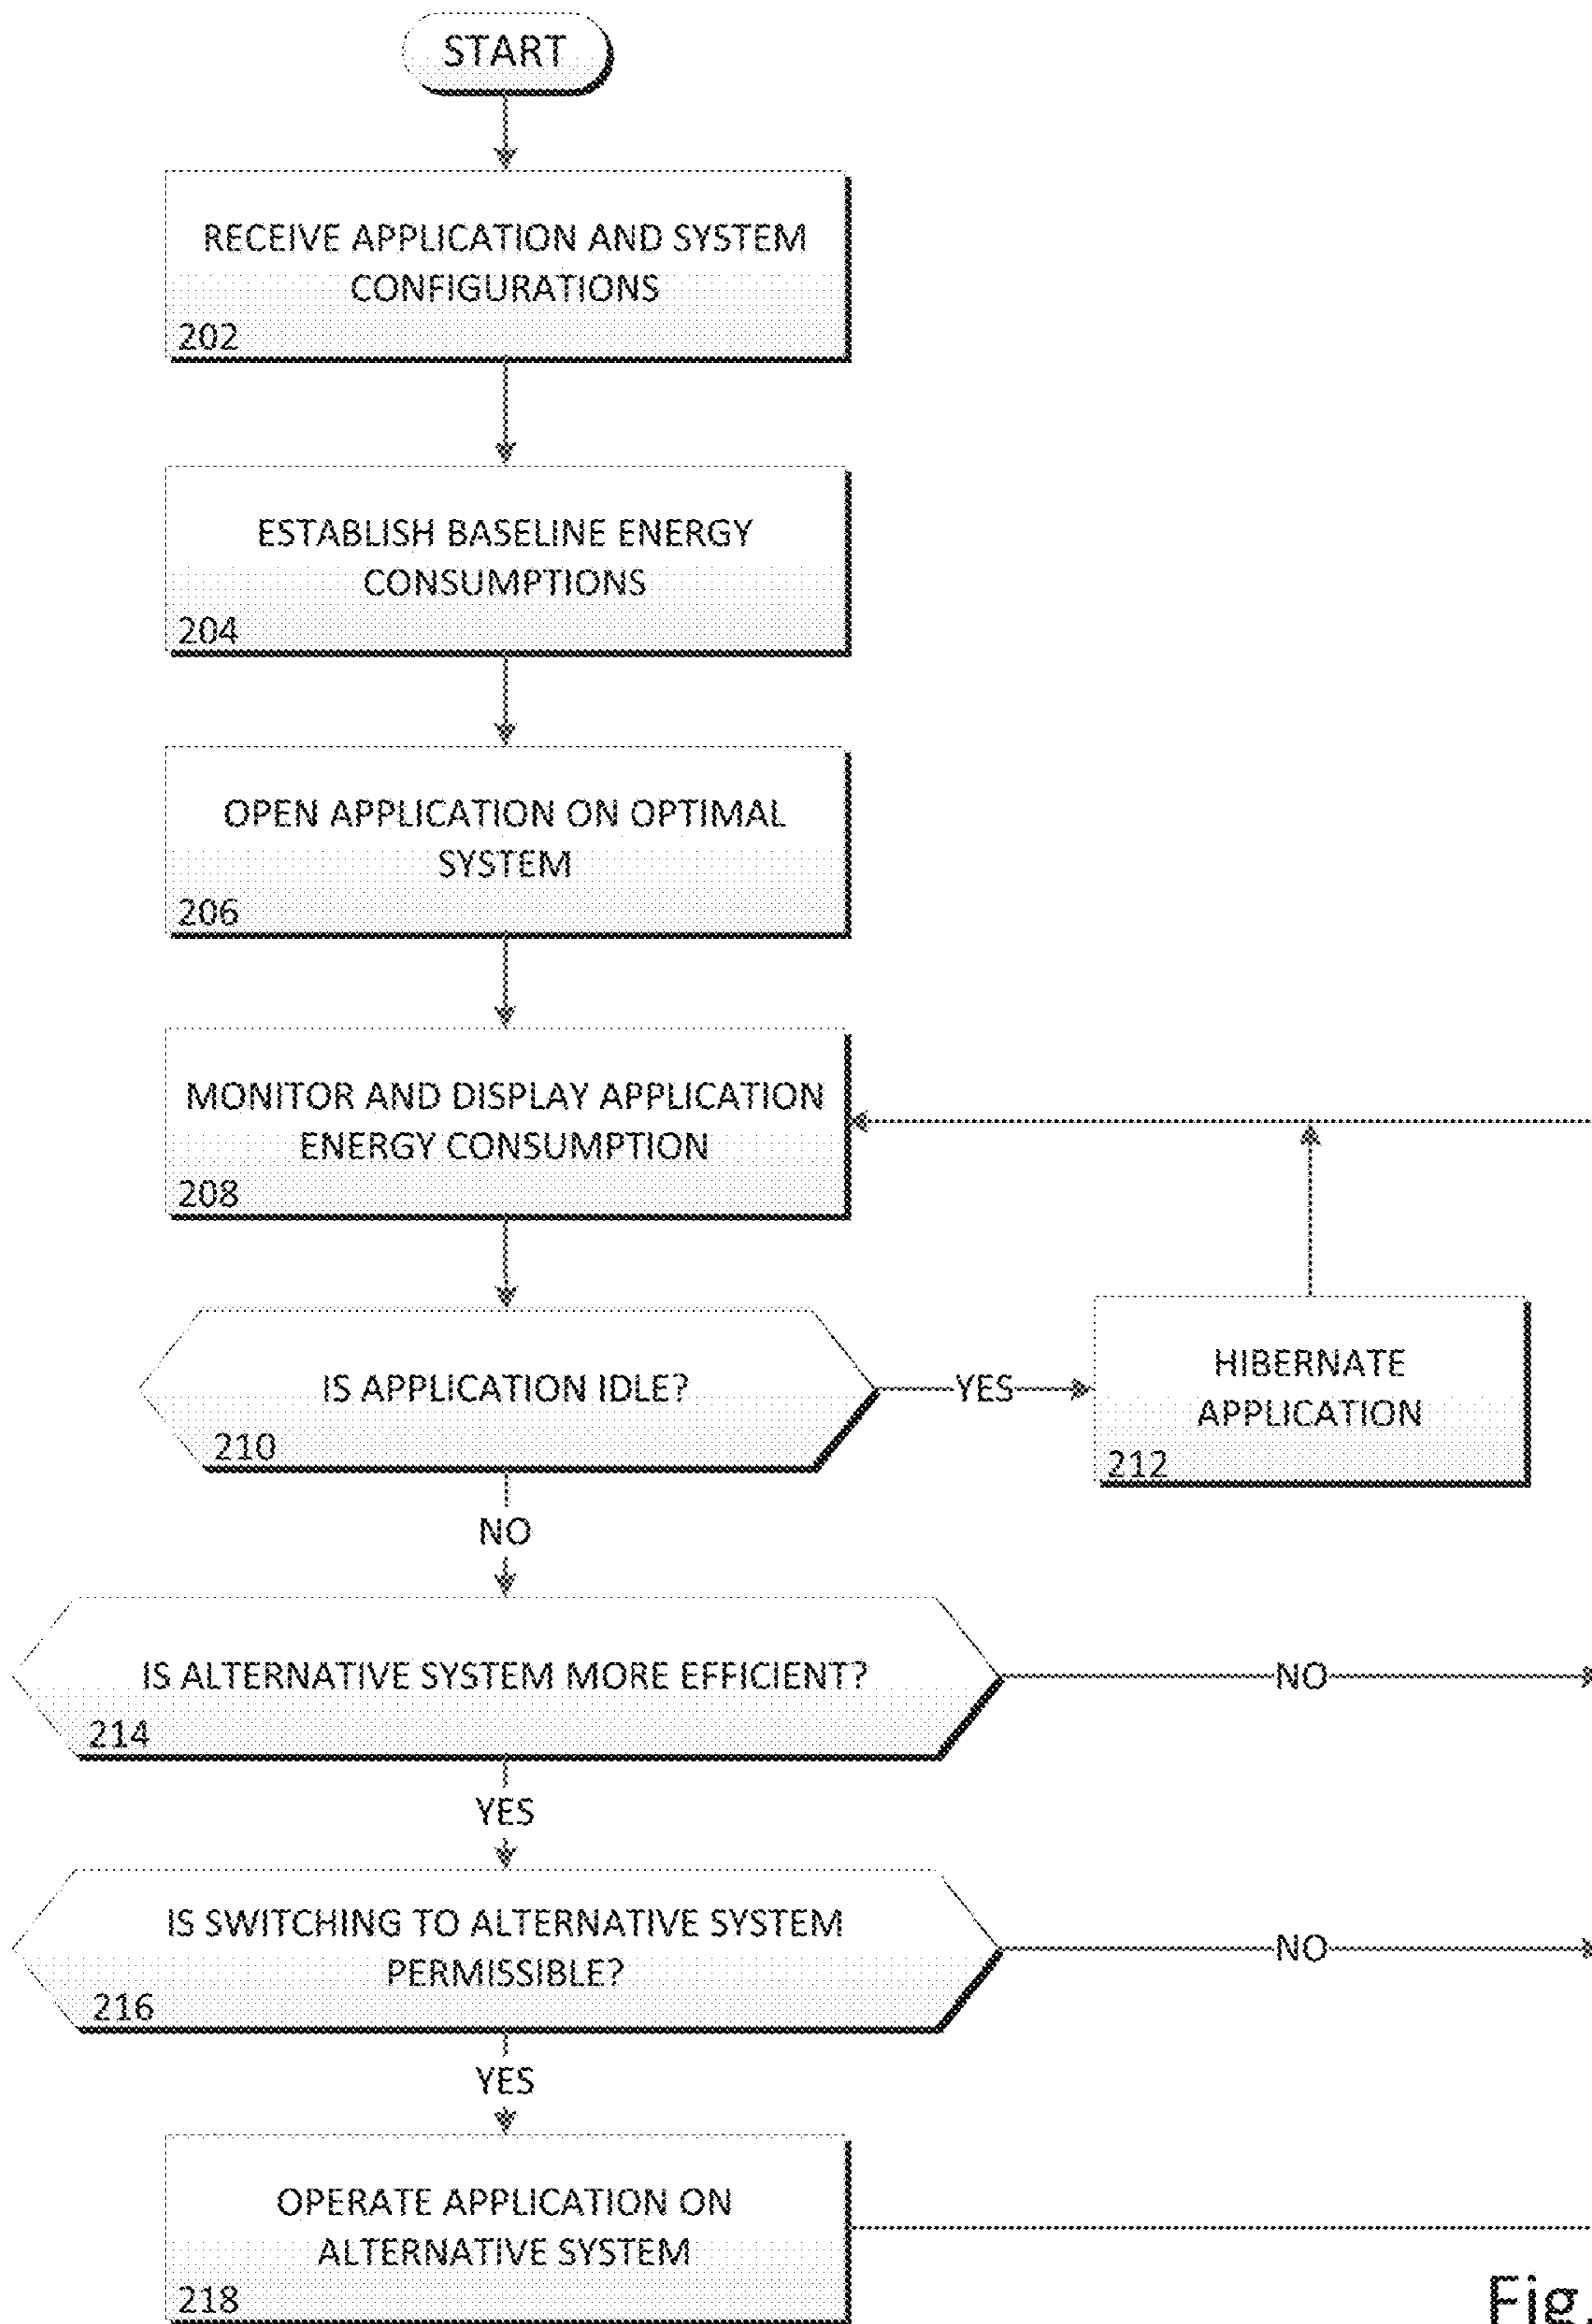 START
RECEIVE APPLICATION AND SYSTEM
CONFIGURATIONS
202
ESTABLISH BASELINE ENERGY
CONSUMPTIONS
204
OPEN APPLICATION ON OPTIMAL
SYSTEM
206
MONITOR AND DISPLAY APPLICATION
ENERGY CONSUMPTION
208
IS APPLICATION IDLE?
210
YES
HIBERNATE
APPLICATION
212
NO
IS ALTERNATIVE SYSTEM MORE EFFICIENT?
214
NO
YES
IS SWITCHING TO ALTERNATIVE SYSTEM
PERMISSIBLE?
216
NO
YES
OPERATE APPLICATION ON
ALTERNATIVE SYSTEM
218
Fig.